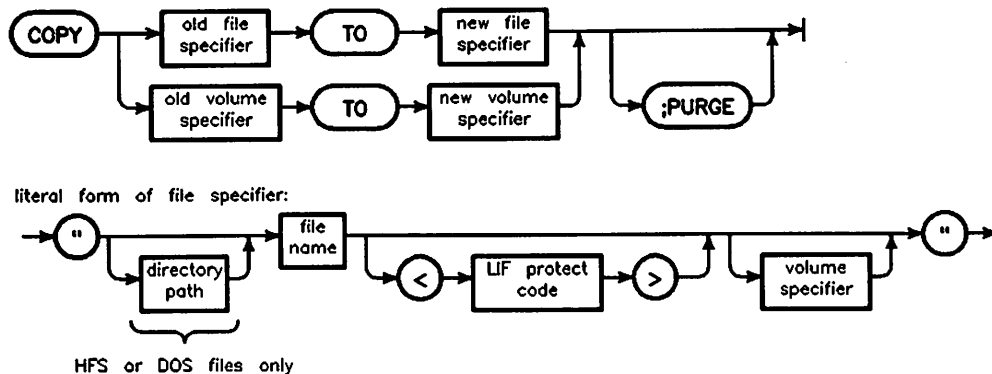 COPY
old file
specifier
TO
new file
specifier
old volume
specifier
TO
new volume
specifier
;PURGE
literal form of file specifier:
"
directory
path
file
name
<
LIF protect
code
>
volume
specifier
"
HFS or DOS files only